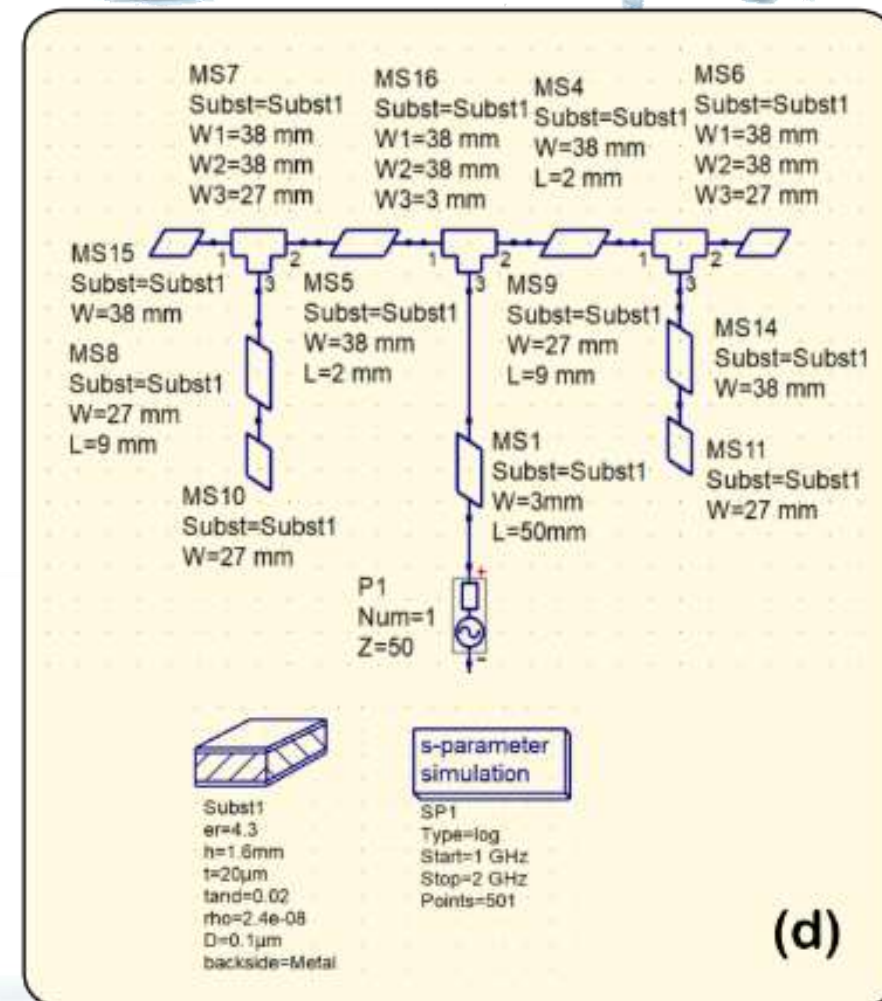 MS7
Subst=Subst1
W1=38 mm
W2=38 mm
W3=27 mm
MS16
Subst=Subst1
W1=38 mm
W2=38 mm
W3=3 mm
MS4
Subst=Subst1
W=38 mm
L=2 mm
MS6
Subst=Subst1
W1=38 mm
W2=38 mm
W3=27 mm
1
2
3
1
2
3
1
2
3
MS15
Subst=Subst1
W=38 mm
MS5
Subst=Subst1
W=38 mm
L=2 mm
MS9
Subst=Subst1
W=27 mm
L=9 mm
MS14
Subst=Subst1
W=38 mm
MS8
Subst=Subst1
W=27 mm
L=9 mm
MS10
Subst=Subst1
W=27 mm
MS1
Subst=Subst1
W=3mm
L=50mm
MS11
Subst=Subst1
W=27 mm
P1
Num=1
Z=50
+
-
Subst1
er=4.3
h=1.6mm
t=20µm
tand=0.02
rho=2.4e-08
D=0.1µm
backside=Metal
s-parameter
simulation
SP1
Type=log
Start=1 GHz
Stop=2 GHz
Points=501
(d)